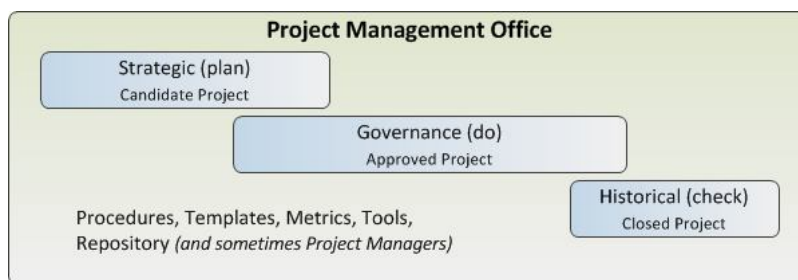 Project Management Office
Strategic (plan)
Candidate Project
Governance (do)
Approved Project
Historical (check)
Closed Project
Procedures, Templates, Metrics, Tools,
Repository (and sometimes Project Managers)